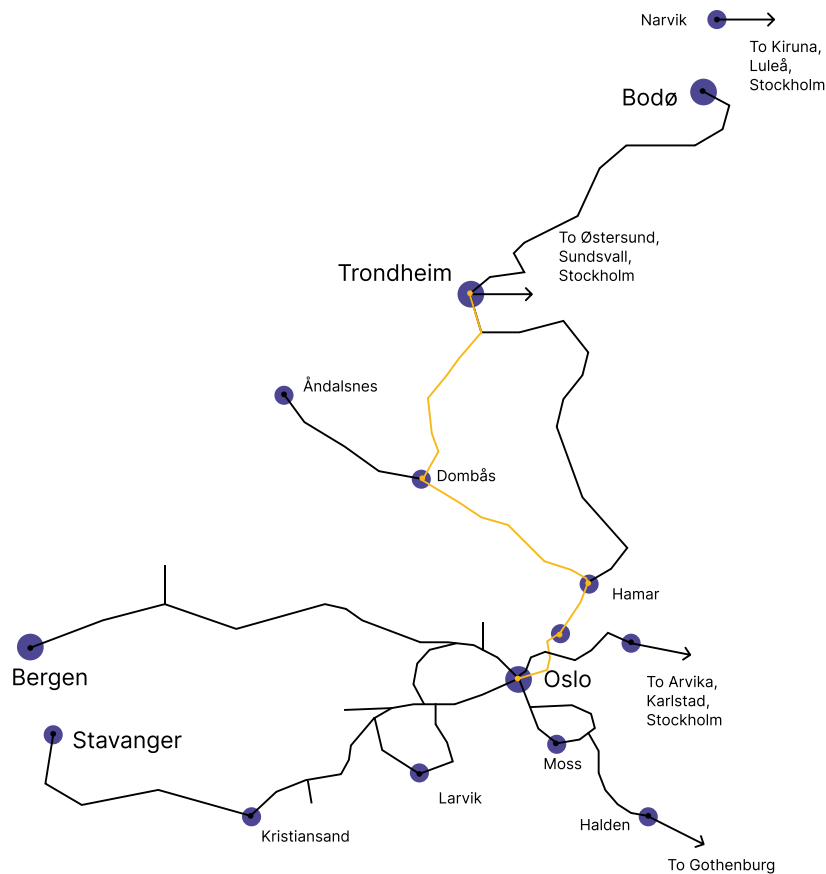 Narvik
To Kiruna,
Luleå,
Stockholm
Bodø
To Østersund,
Sundsvall,
Stockholm
Trondheim
Åndalsnes
Dombås
Hamar
Bergen
Oslo
To Arvika,
Karlstad,
Stockholm
Stavanger
Moss
Larvik
Halden
Kristiansand
To Gothenburg